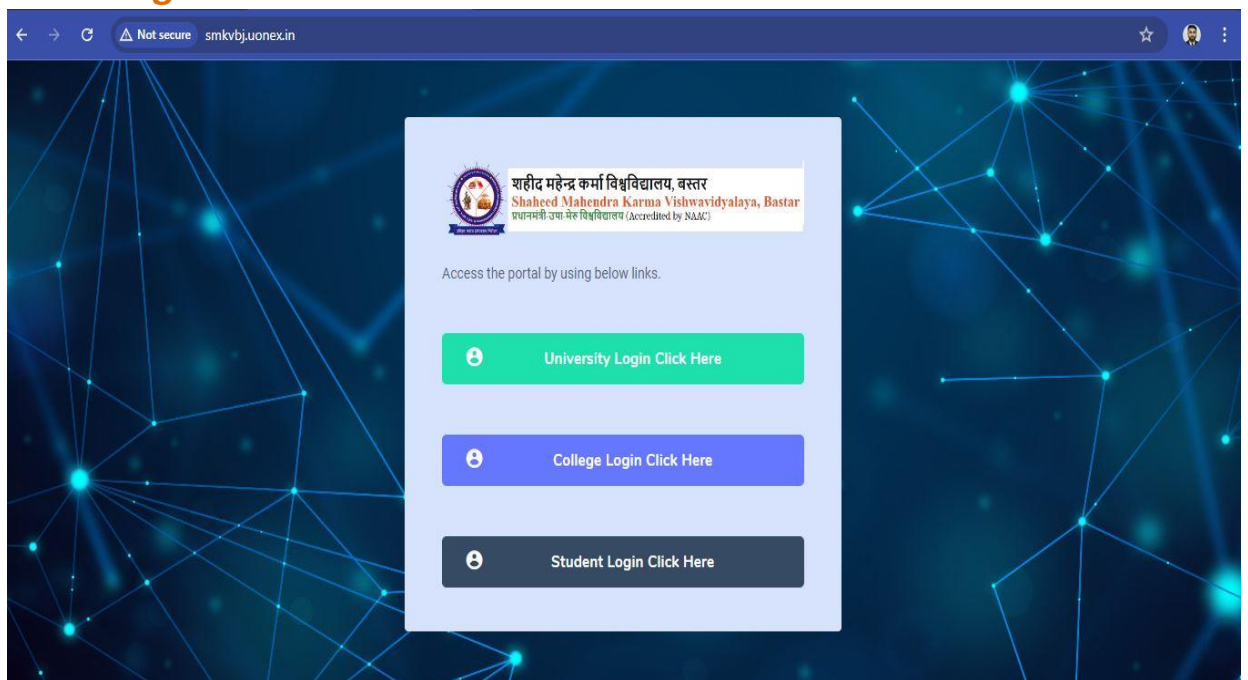 Not secure smkvbj.uonex.in
शहीद महेन्द्र कर्मा विश्वविद्यालय, बस्तर
Shaheed Mahendra Karma Vishwavidyalaya, Bastar
प्रधानमंत्री-उषा-मेरु विश्वविद्यालय (Accredited by NAAC)
Access the portal by using below links.
University Login Click Here
College Login Click Here
Student Login Click Here